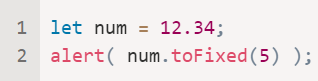 1 let num = 12.34;
2 alert( num.toFixed(5) );